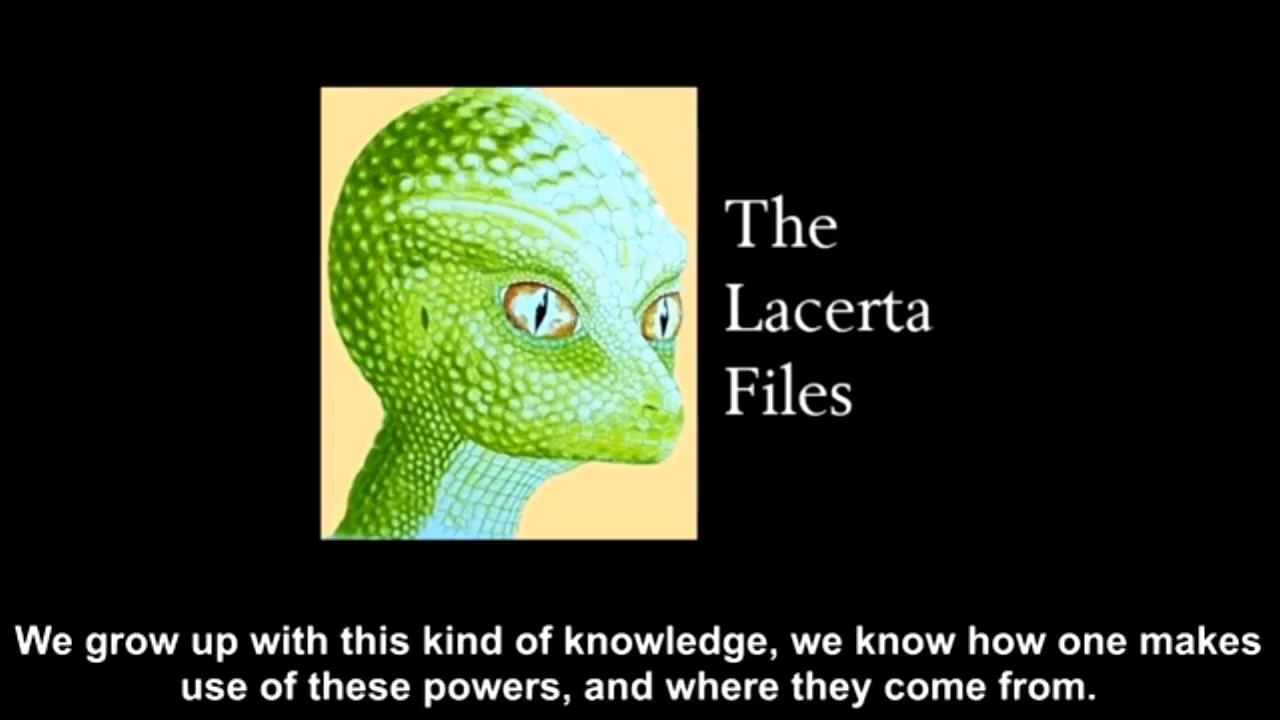 The
Lacerta
Files
We grow up with this kind of knowledge, we know how one makes
use of these powers, and where they come from.